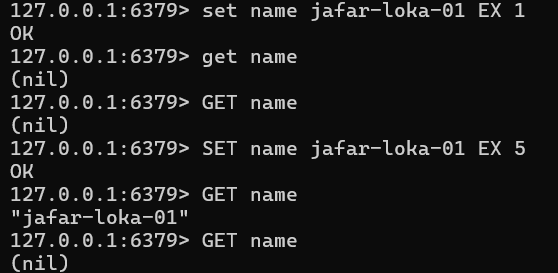 127.0.0.1:6379> set name jafar-loka-01 EX 1
OK
127.0.0.1:6379> get name
(nil)
127.0.0.1:6379> GET name
(nil)
127.0.0.1:6379> SET name jafar-loka-01 EX 5
OK
127.0.0.1:6379> GET name
"jafar-loka-01"
127.0.0.1:6379> GET name
(nil)